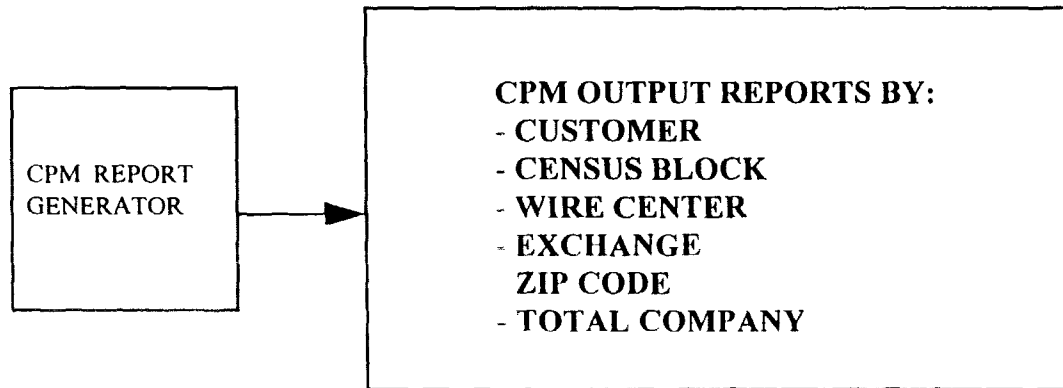 CPM REPORT
GENERATOR
CPM OUTPUT REPORTS BY:
- CUSTOMER
- CENSUS BLOCK
- WIRE CENTER
- EXCHANGE
ZIP CODE
- TOTAL COMPANY